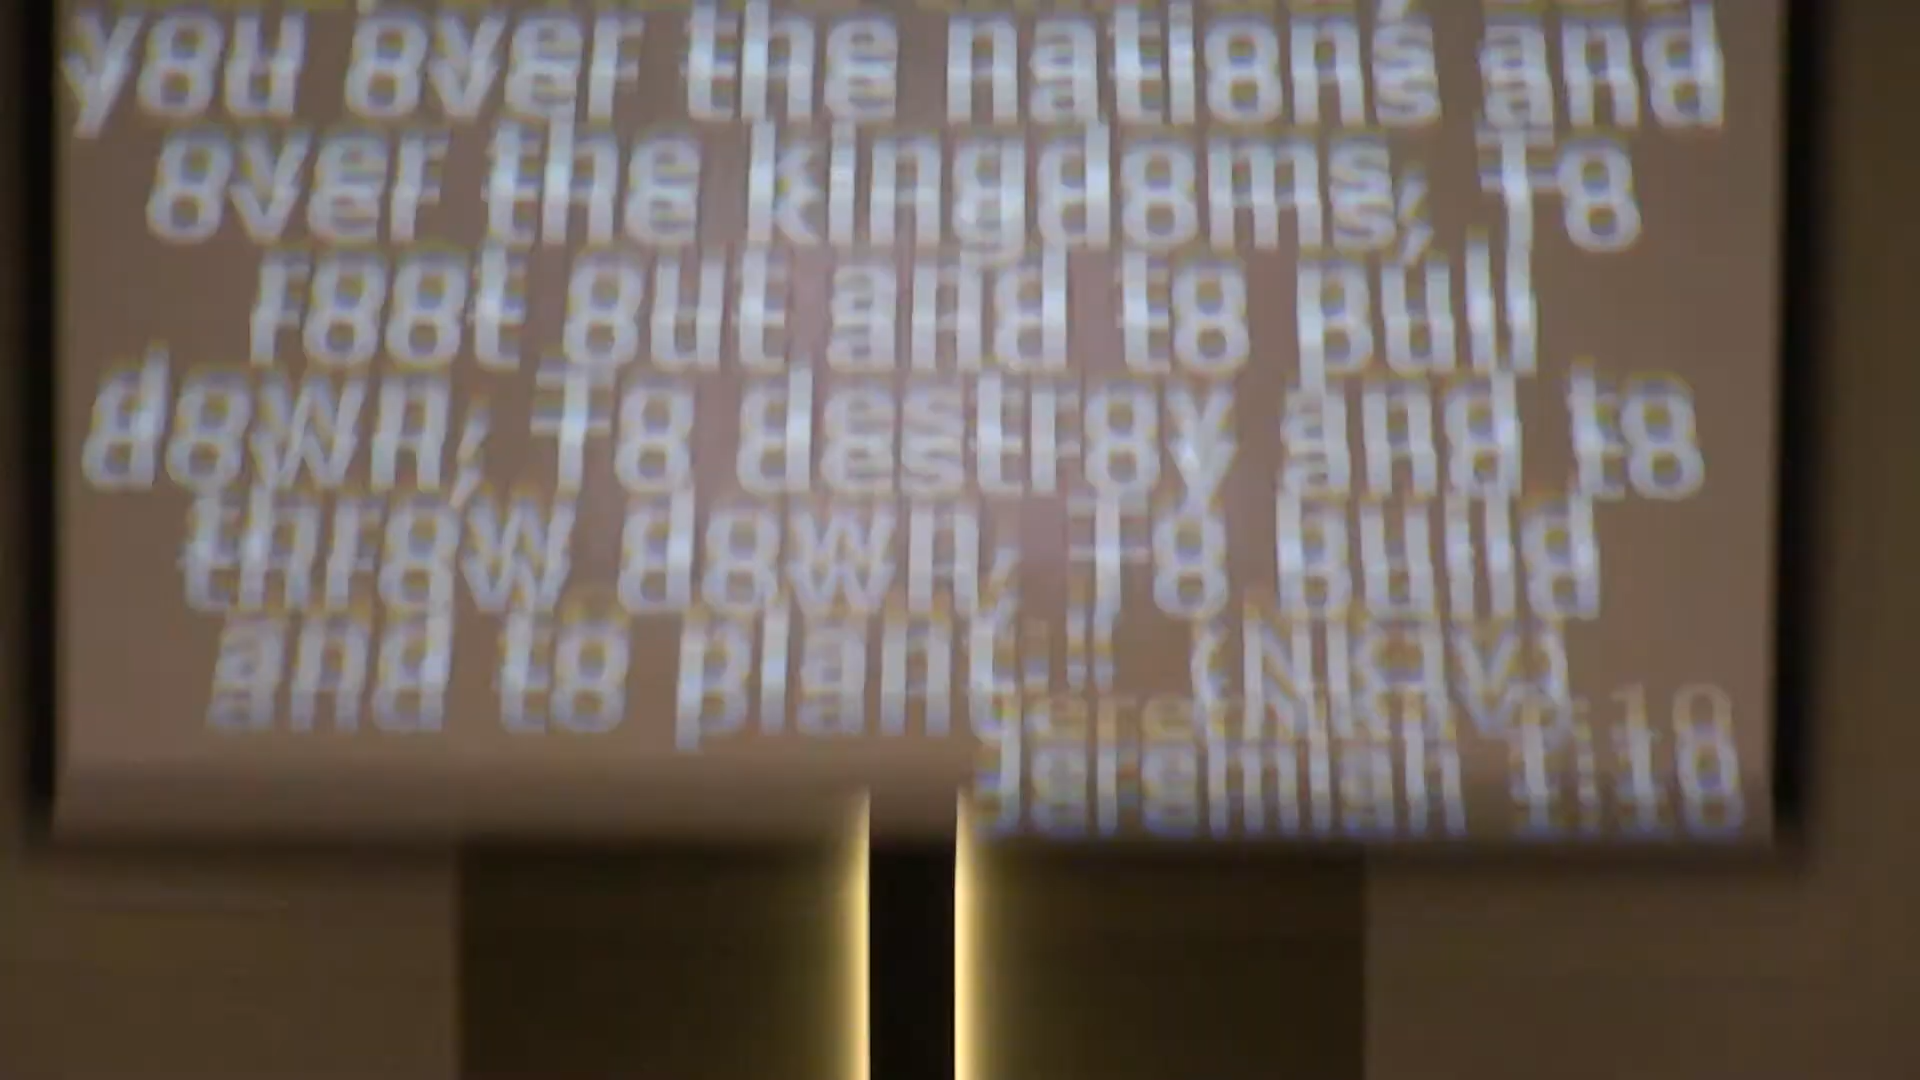 you over the nations and
over the kingdoms, To
root out and to pull
down, To destroy and to
throw down, To build
and to plant." (NKJV)
Jeremiah 1:10